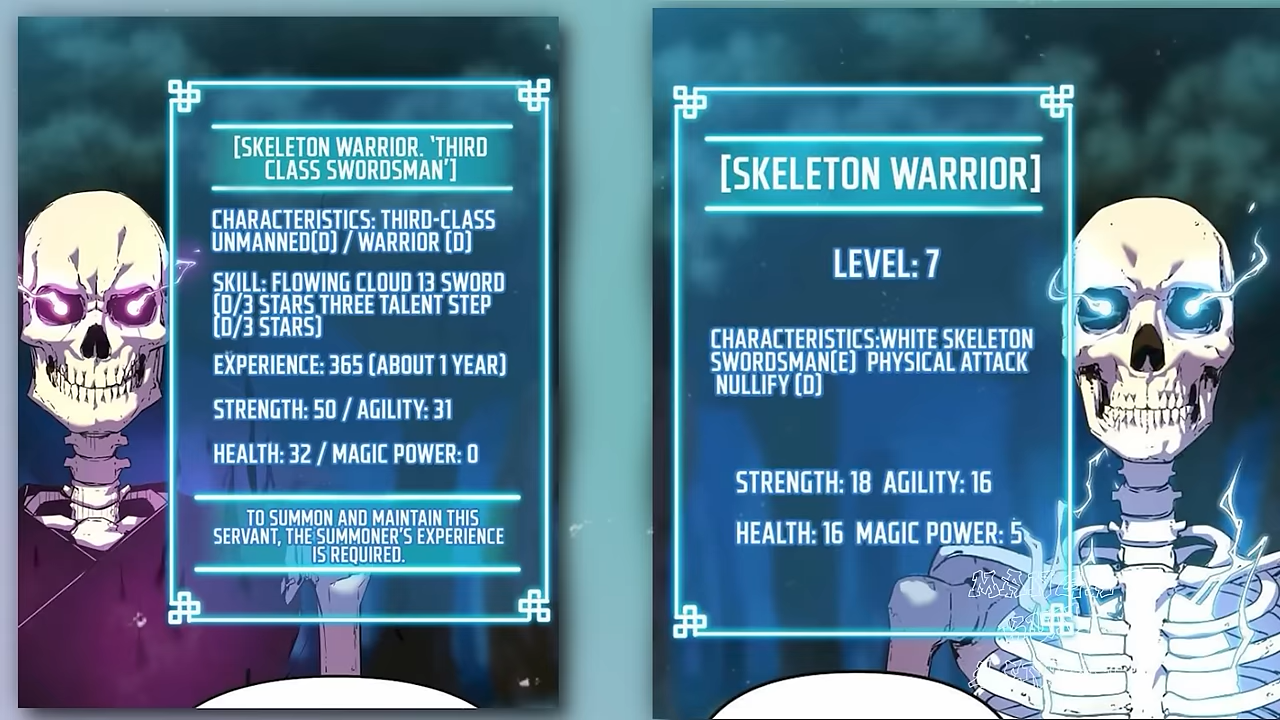 [SKELETON WARRIOR. 'THIRD
CLASS SWORDSMAN']
CHARACTERISTICS: THIRD-CLASS
UNMANNED(D) / WARRIOR (D)
SKILL: FLOWING CLOUD 13 SWORD
(D/3 STARS THREE TALENT STEP
(D/3 STARS)
EXPERIENCE: 365 (ABOUT 1 YEAR)
STRENGTH: 50 / AGILITY: 31
HEALTH: 32 / MAGIC POWER: 0
TO SUMMON AND MAINTAIN THIS
SERVANT, THE SUMMONER'S EXPERIENCE
IS REQUIRED.
[SKELETON WARRIOR]
LEVEL: 7
CHARACTERISTICS:WHITE SKELETON
SWORDSMAN(E) PHYSICAL ATTACK
NULLIFY (D)
STRENGTH: 18 AGILITY: 16
HEALTH: 16 MAGIC POWER: 5